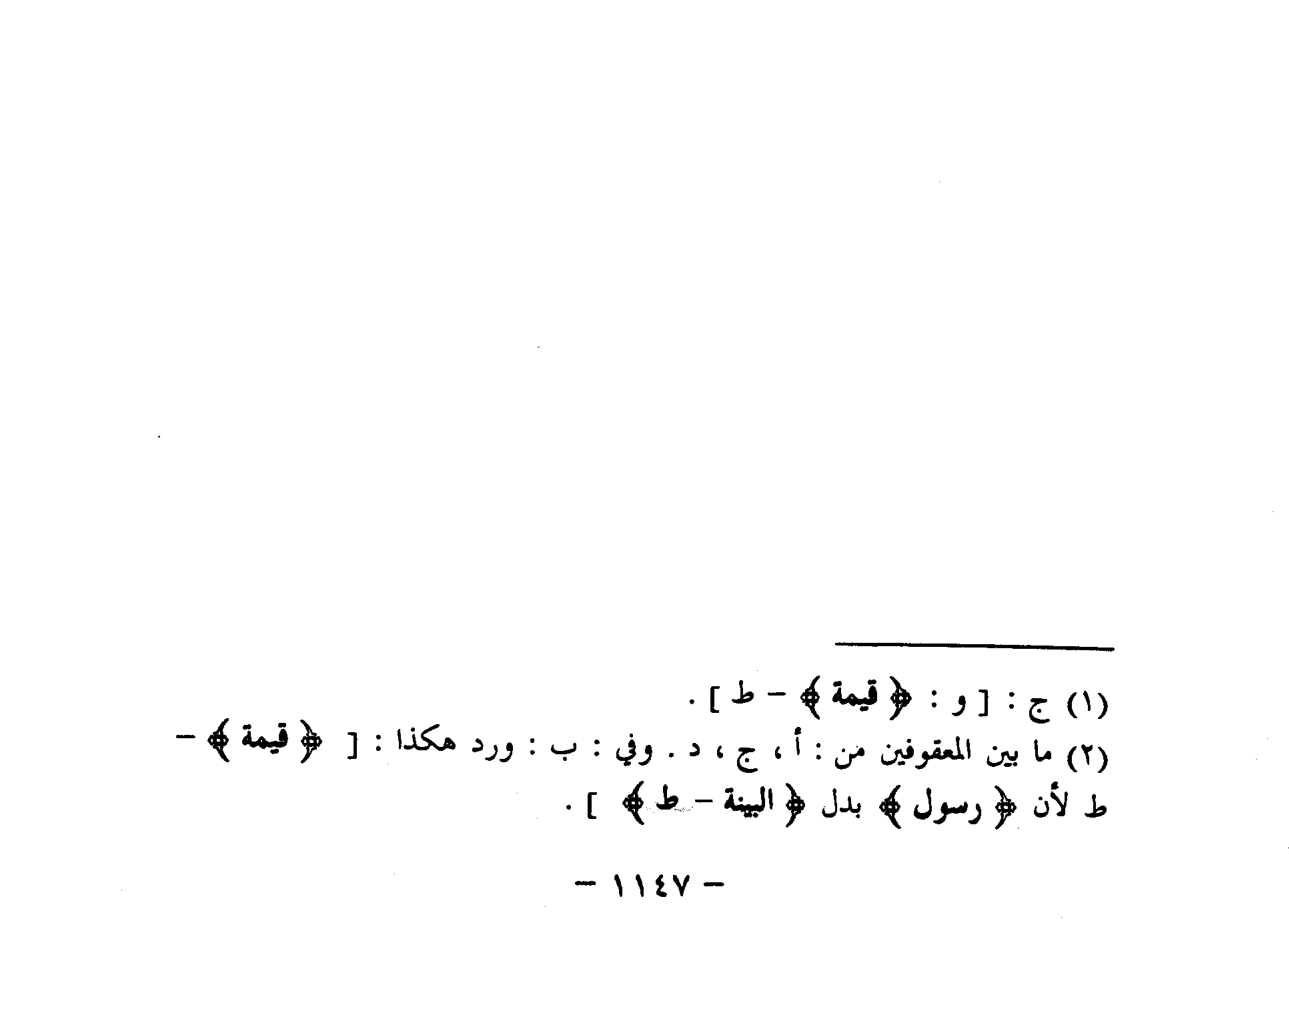 (١) ج : [ و : ﴿ قيمة ﴾ – ط ] .
(٢) ما بين المعقوفين من : أ ، ج ، د . وفي : ب : ورد هكذا : [ ﴿ قيمة ﴾ –
ط لأن ﴿ رسول ﴾ بدل ﴿ البينة – ط ﴾ ] .
– ١١٤٧ –